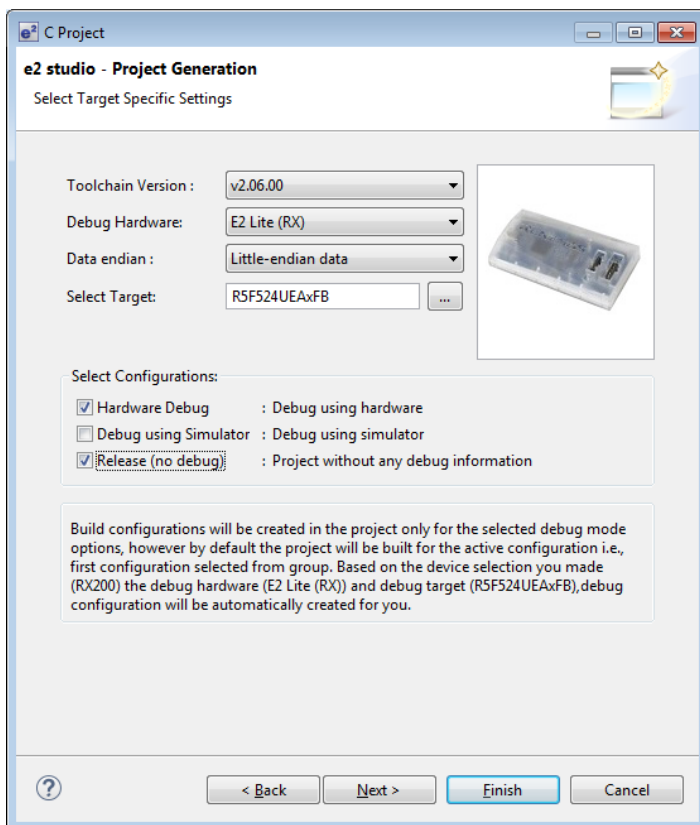 e² C Project
e2 studio - Project Generation
Select Target Specific Settings
Toolchain Version : v2.06.00
Debug Hardware: E2 Lite (RX)
Data endian : Little-endian data
Select Target: R5F524UEAxFB ...
Select Configurations:
Hardware Debug : Debug using hardware
Debug using Simulator : Debug using simulator
Release (no debug) : Project without any debug information
Build configurations will be created in the project only for the selected debug mode
options, however by default the project will be built for the active configuration i.e.,
first configuration selected from group. Based on the device selection you made
(RX200) the debug hardware (E2 Lite (RX)) and debug target (R5F524UEAxFB),debug
configuration will be automatically created for you.
? < Back Next > Finish Cancel